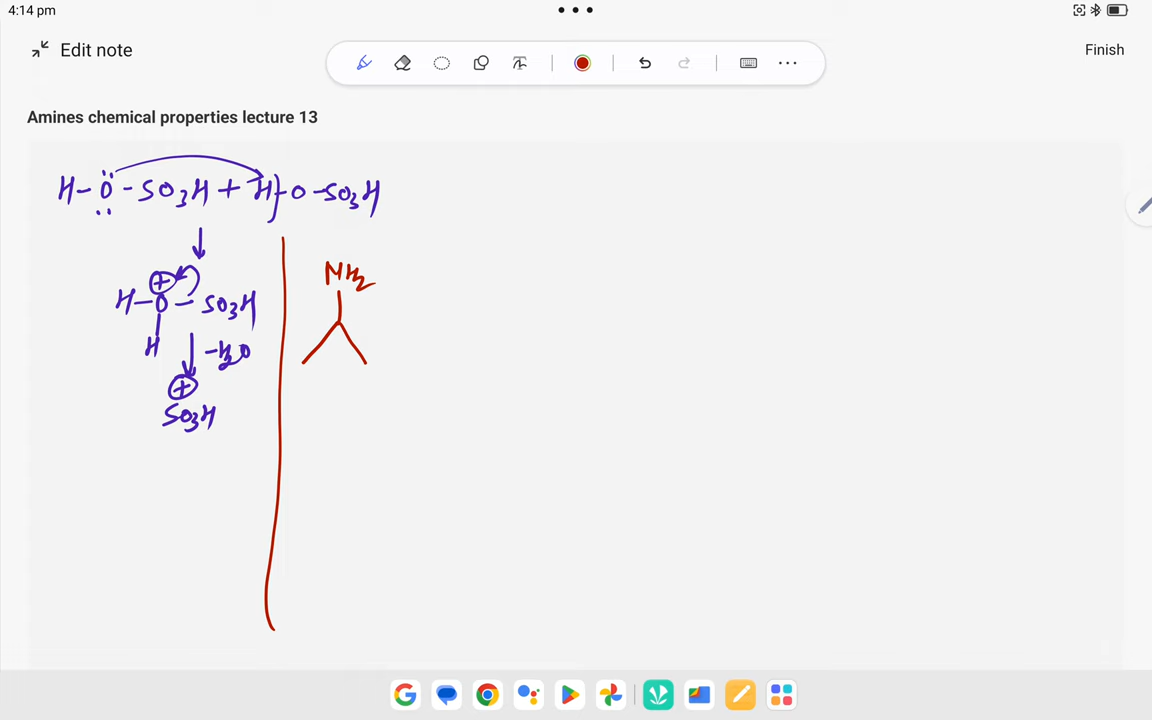 4:14 pm
Edit note
Finish
Amines chemical properties lecture 13
H-Ö-SO3H + H-O-SO3H
H-O-SO3H
H
-H2O
SO3H
NH2